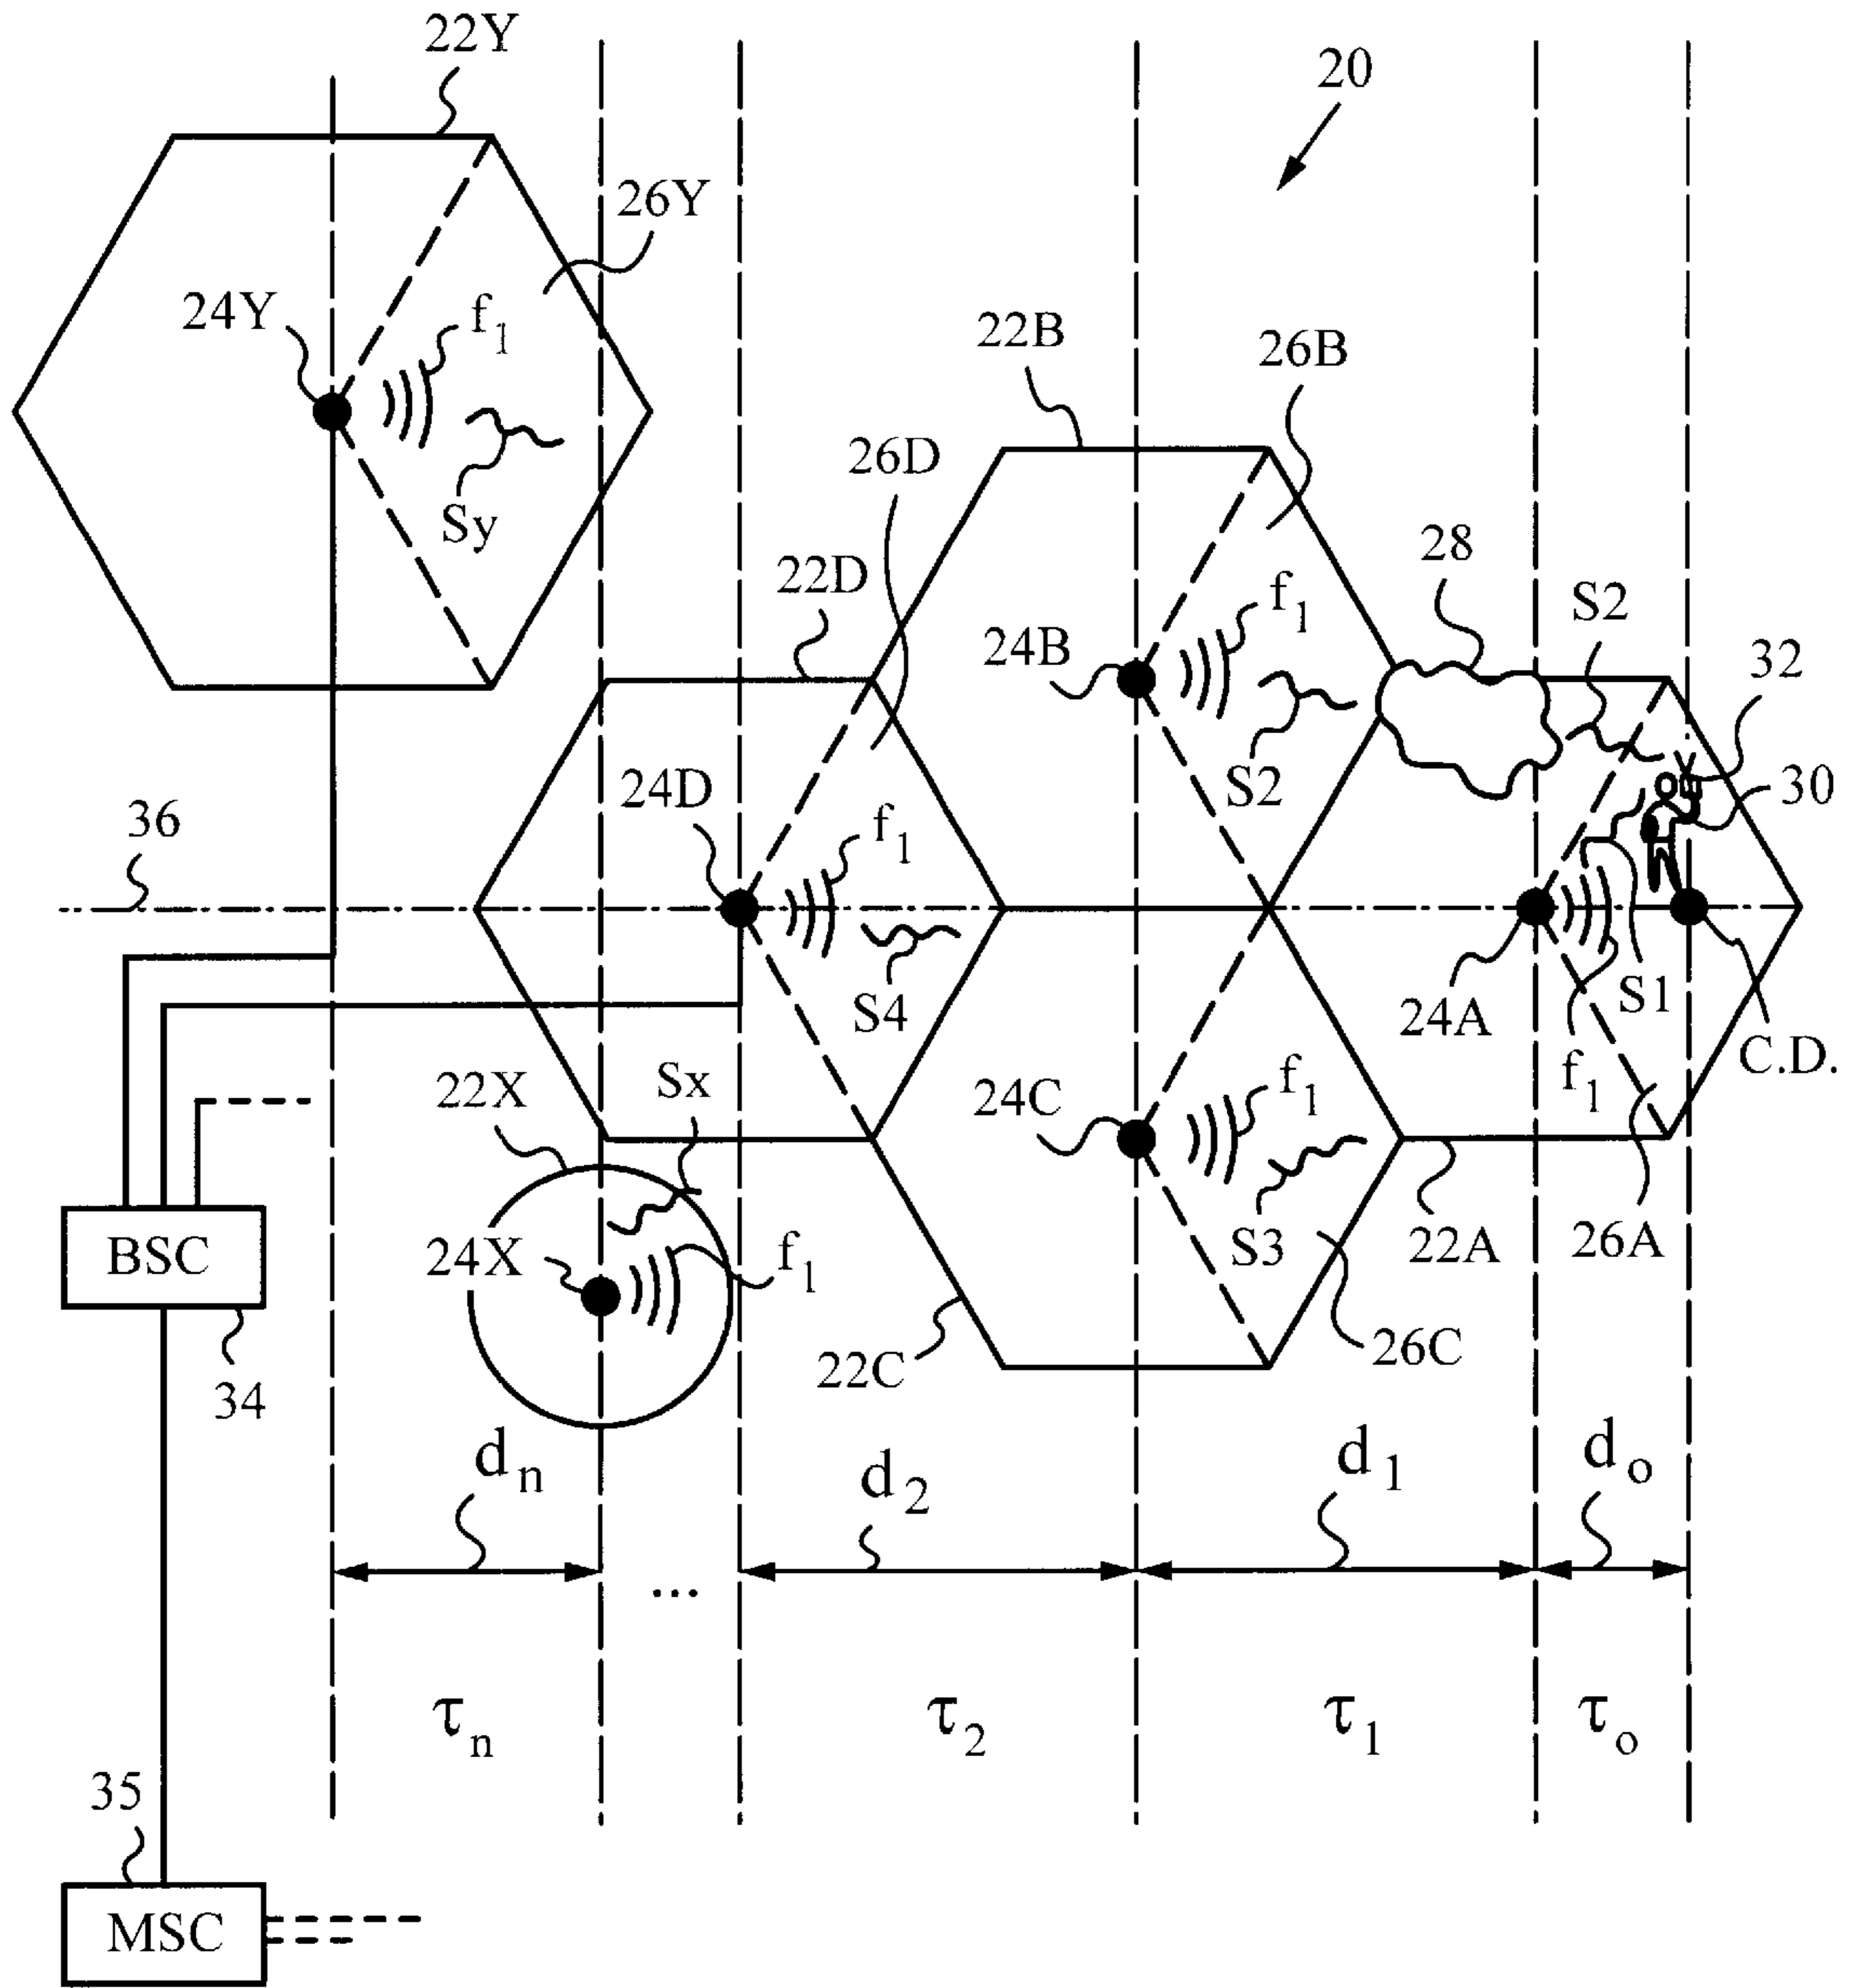 22Y
20
26Y
24Y
f1
Sy
22B
26B
26D
28
22D
S2
f1
24B
32
S2
24D
30
36
f1
S4
24A
S1
C.D.
f1
22X
Sx
24C
f1
S3
22A
26A
24X
f1
BSC
34
22C
26C
dn
d2
d1
do
...
τn
τ2
τ1
τo
35
MSC